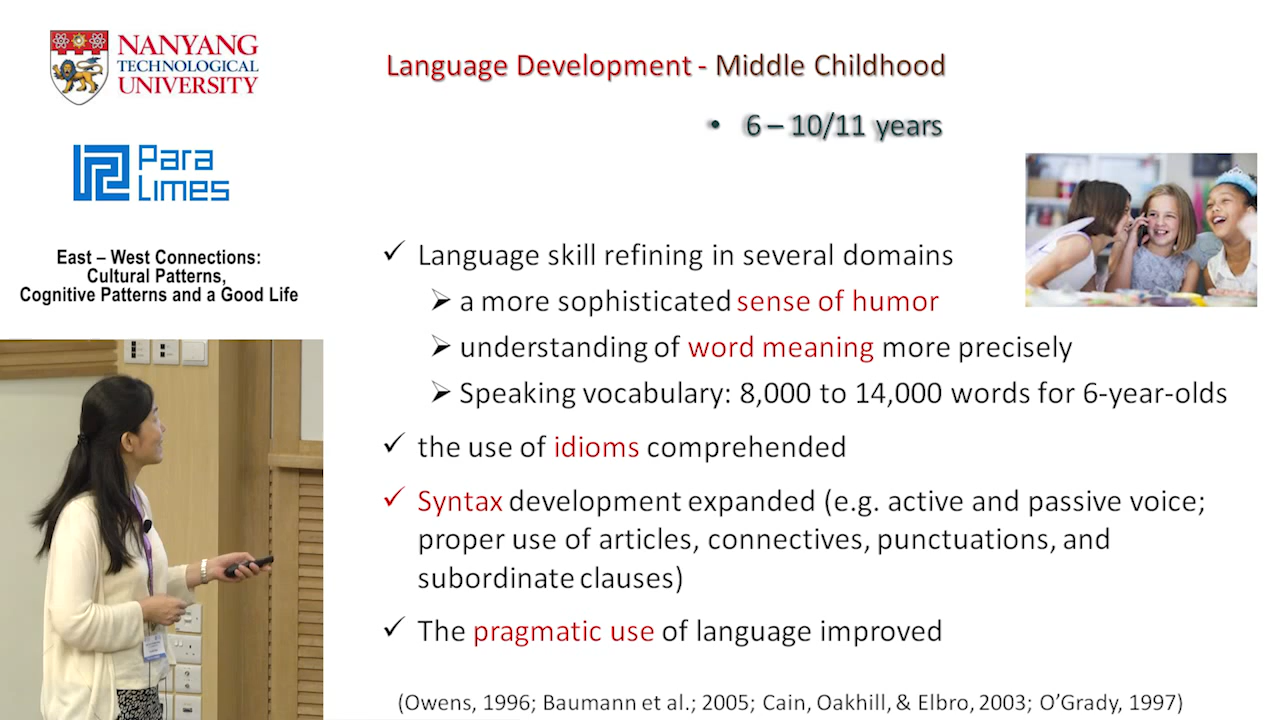 NANYANG
TECHNOLOGICAL
UNIVERSITY
Para
Limes
East – West Connections:
Cultural Patterns,
Cognitive Patterns and a Good Life
Language Development - Middle Childhood
• 6 – 10/11 years
✓ Language skill refining in several domains
➢ a more sophisticated sense of humor
➢ understanding of word meaning more precisely
➢ Speaking vocabulary: 8,000 to 14,000 words for 6-year-olds
✓ the use of idioms comprehended
✓ Syntax development expanded (e.g. active and passive voice;
proper use of articles, connectives, punctuations, and
subordinate clauses)
✓ The pragmatic use of language improved
(Owens, 1996; Baumann et al.; 2005; Cain, Oakhill, & Elbro, 2003; O’Grady, 1997)